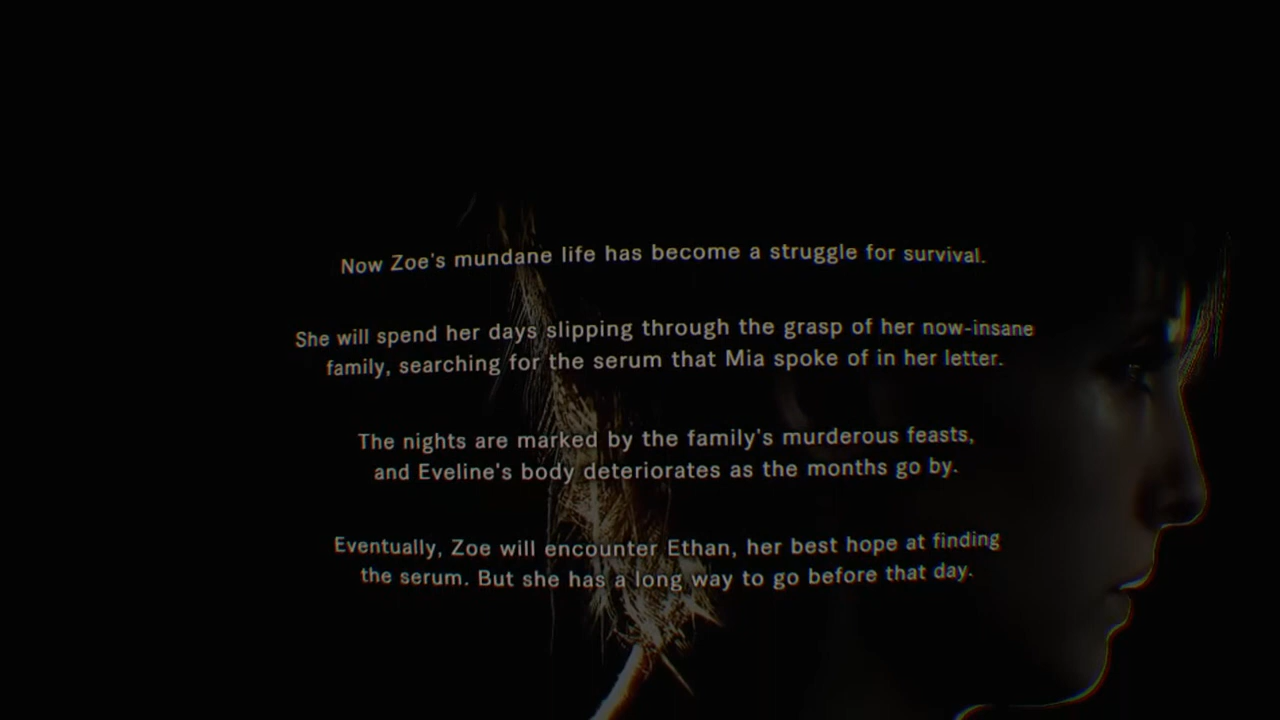 Now Zoe's mundane life has become a struggle for survival.
She will spend her days slipping through the grasp of her now-insane
family, searching for the serum that Mia spoke of in her letter.
The nights are marked by the family's murderous feasts,
and Eveline's body deteriorates as the months go by.
Eventually, Zoe will encounter Ethan, her best hope at finding
the serum. But she has a long way to go before that day.